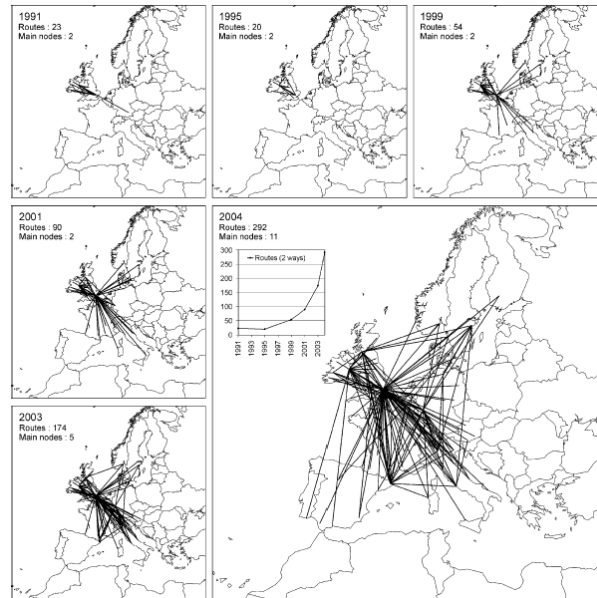 1991
Routes : 23
Main nodes : 2
1995
Routes : 20
Main nodes : 2
1999
Routes : 54
Main nodes : 2
2001
Routes : 90
Main nodes : 2
2004
Routes : 292
Main nodes : 11
300
250
200
150
100
50
0
Routes (2 ways)
1991
1993
1995
1997
1999
2001
2003
2003
Routes : 174
Main nodes : 5